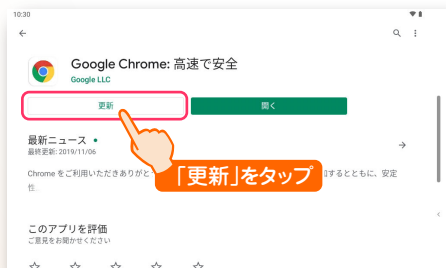 10:30
Google Chrome: 高速で安全
Google LLC
更新
開く
最新ニュース •
最終更新: 2019/11/06
Chrome をご利用いただきありがと
するとともに、安定
性
「更新」をタップ
このアプリを評価
ご意見をお聞かせください